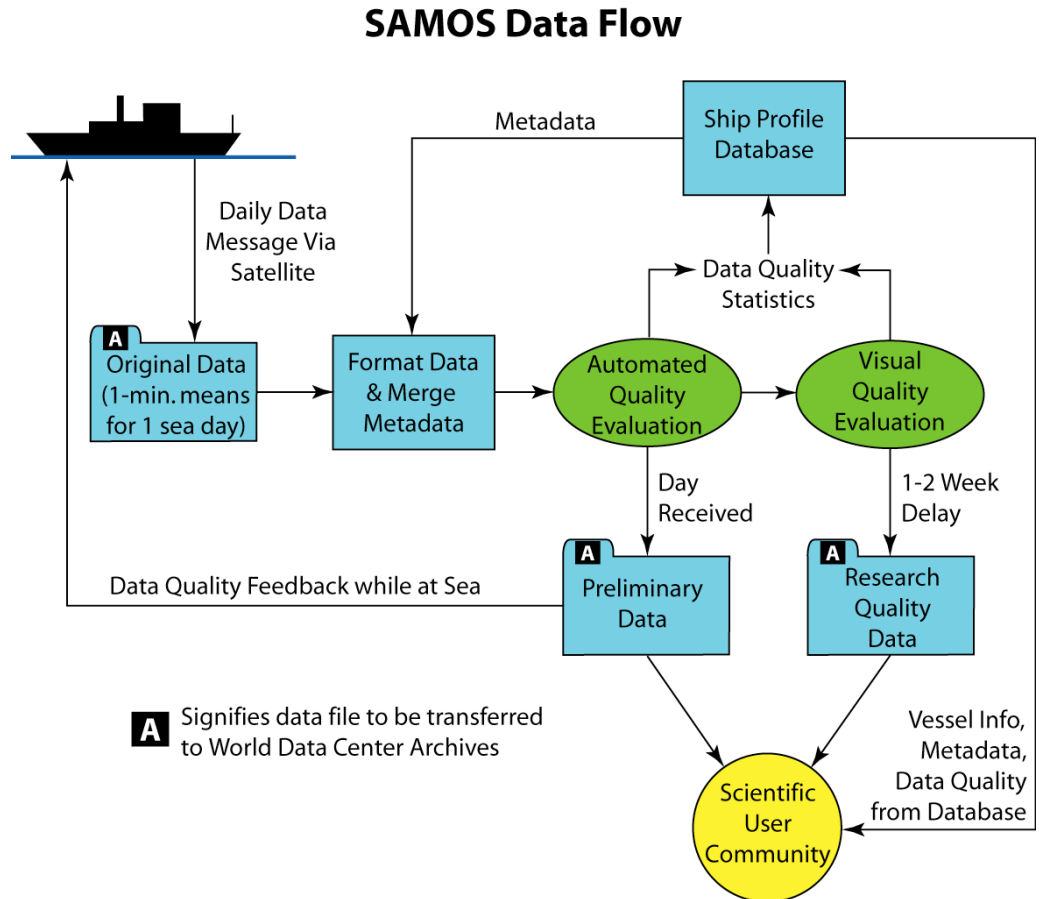 SAMOS Data Flow
Metadata
Ship Profile
Database
Daily Data
Message Via
Satellite
Data Quality
Statistics
A
Original Data
(1-min. means
for 1 sea day)
Format Data
& Merge
Metadata
Automated
Quality
Evaluation
Visual
Quality
Evaluation
Day
Received
1-2 Week
Delay
Data Quality Feedback while at Sea
A
Preliminary
Data
A
Research
Quality
Data
A
Signifies data file to be transferred
to World Data Center Archives
Vessel Info,
Metadata,
Data Quality
from Database
Scientific
User
Community